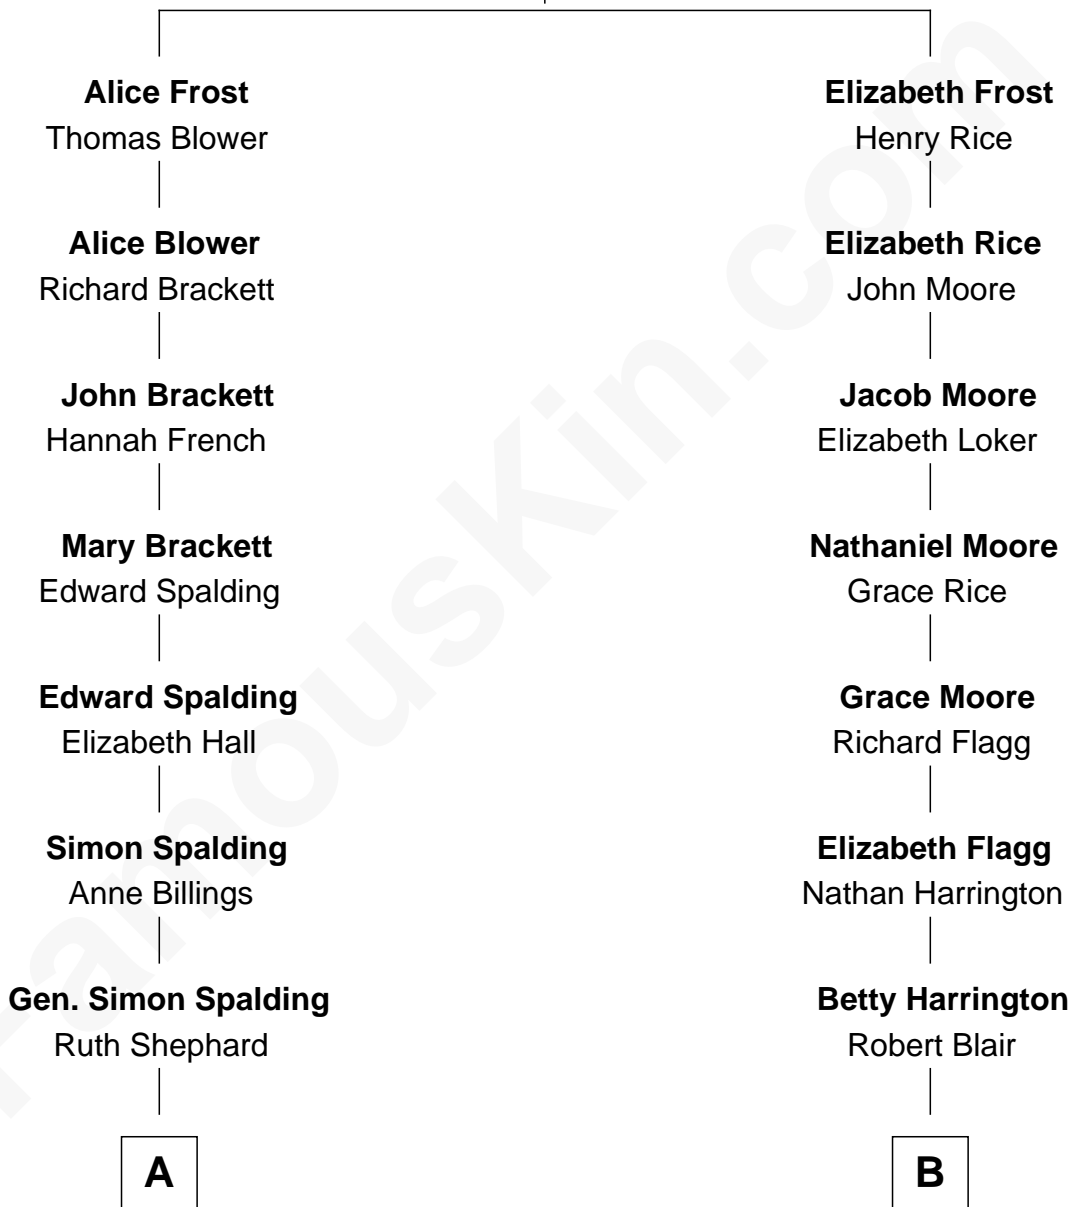 Alice Frost
Thomas Blower
Elizabeth Frost
Henry Rice
Alice Blower
Richard Brackett
Elizabeth Rice
John Moore
John Brackett
Hannah French
Jacob Moore
Elizabeth Loker
Mary Brackett
Edward Spalding
Nathaniel Moore
Grace Rice
Edward Spalding
Elizabeth Hall
Grace Moore
Richard Flagg
Simon Spalding
Anne Billings
Elizabeth Flagg
Nathan Harrington
Gen. Simon Spalding
Ruth Shephard
Betty Harrington
Robert Blair
A
B
FamousKin.com